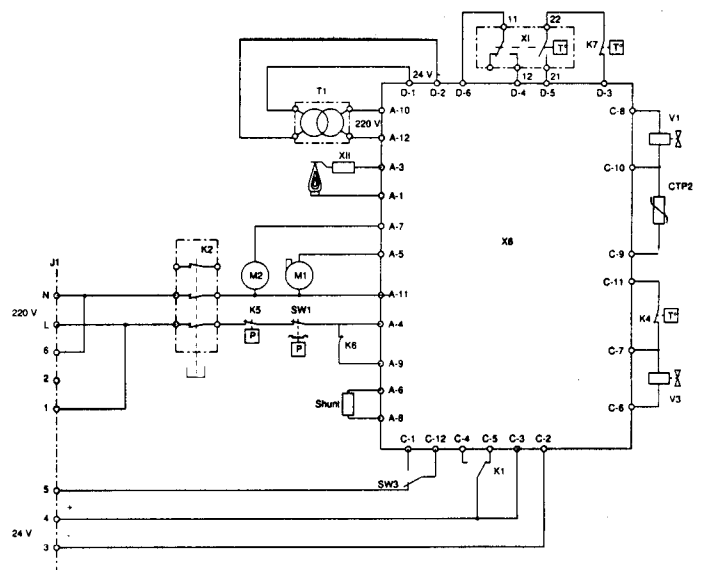 11 22
XI
T°
K7
T°
24 V
12 21
D-1 D-2 D-6 D-4 D-5 D-3
T1
220 V
A-10
A-12
XII
A-3
A-1
A-7
A-5
A-11
A-4
A-9
A-6
A-8
C-8
V1
C-10
CTP2
C-9
C-11
K4
T°
C-7
V3
C-6
X6
J1
K2
M2
M1
N
220 V
L
K5
P
SW1
P
K6
6
2
1
Shunt
C-1 C-12 C-4 C-5 C-3 C-2
SW3
K1
5
4
+
24 V
-
3